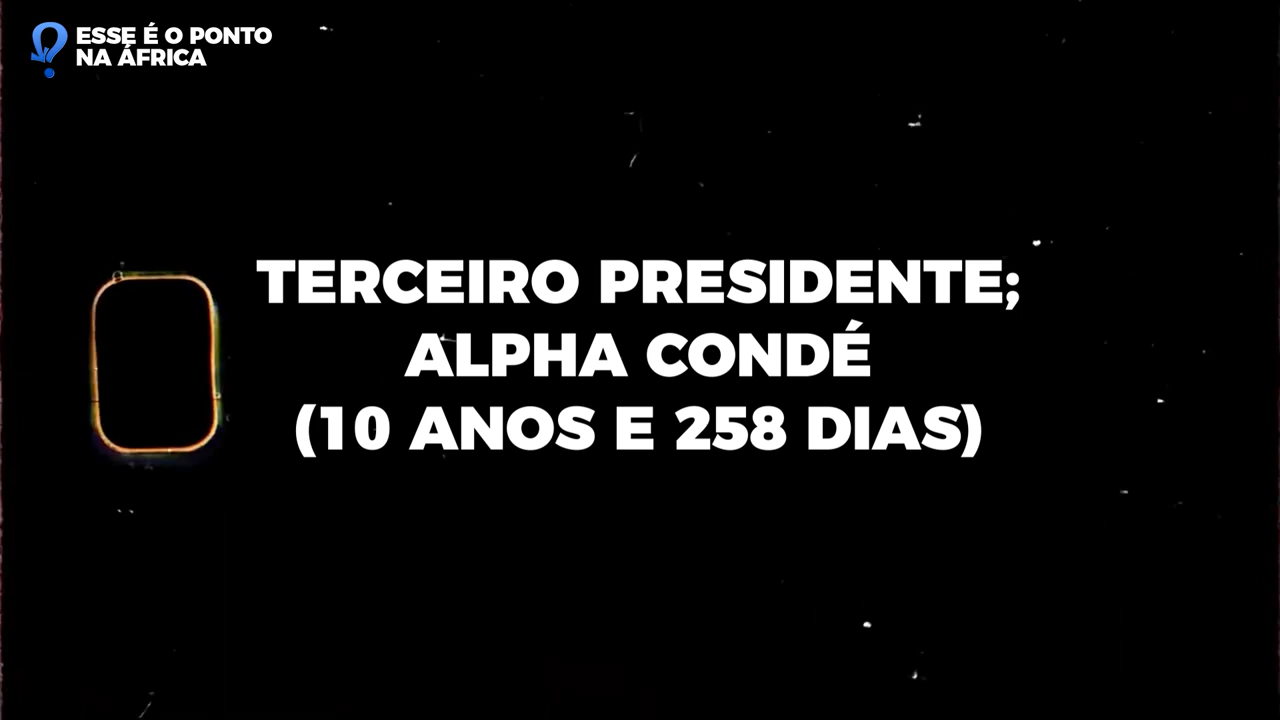 ESSE É O PONTO
NA ÁFRICA
TERCEIRO PRESIDENTE;
ALPHA CONDÉ
(10 ANOS E 258 DIAS)